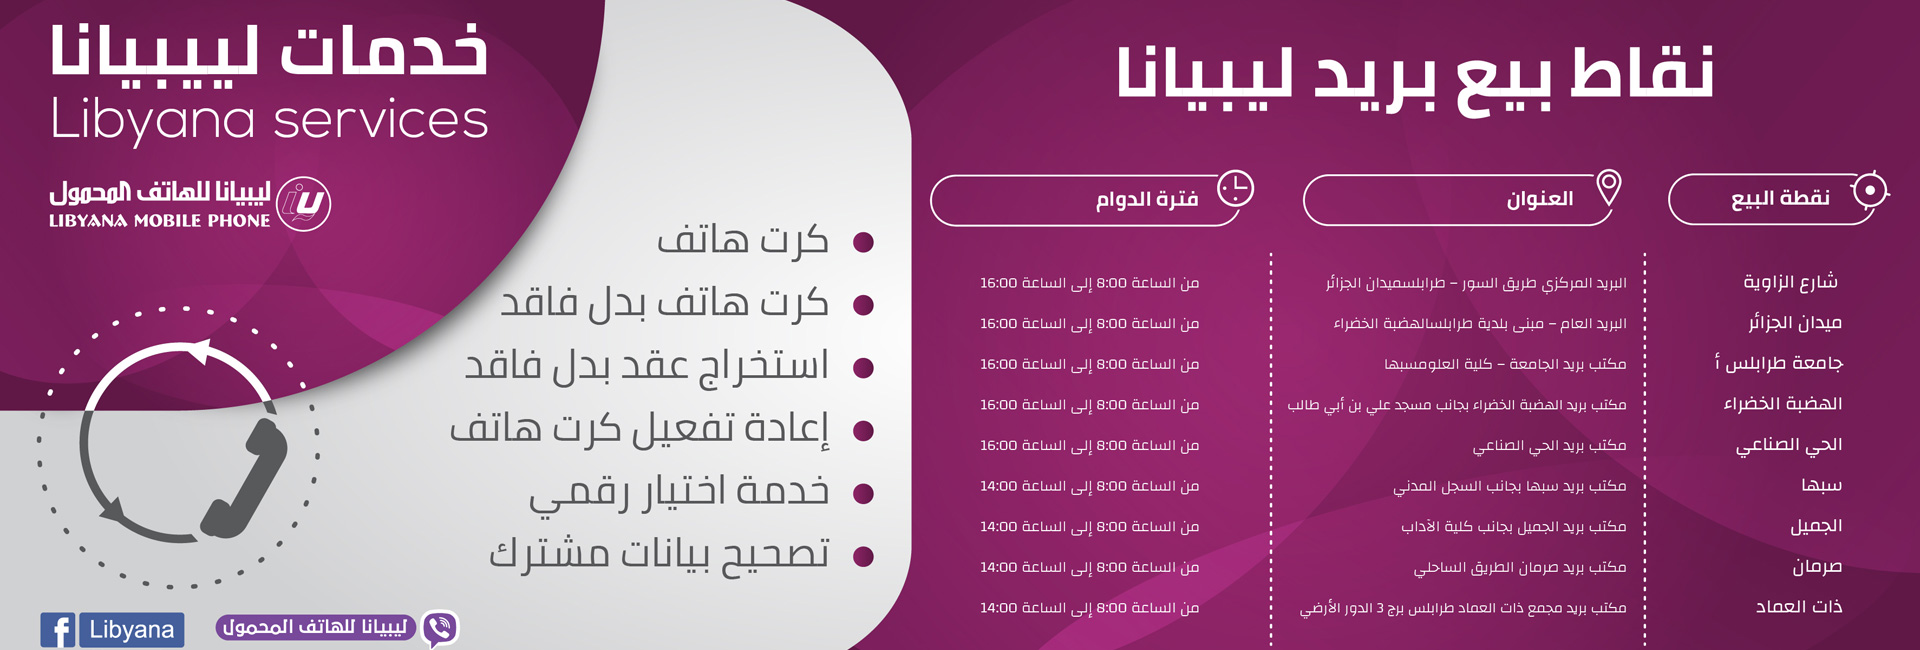 خدمات ليبيانا
Libyana services
ليبيانا للهاتف المحمول
LIBYANA MOBILE PHONE
iU
كرت هاتف
كرت هاتف بدل فاقد
استخراج عقد بدل فاقد
إعادة تفعيل كرت هاتف
خدمة اختيار رقمي
تصحيح بيانات مشترك
f Libyana
ليبيانا للهاتف المحمول
نقاط بيع بريد ليبيانا
نقطة البيع العنوان فترة الدوام
شارع الزاوية البريد المركزي طريق السور – طرابلسميدان الجزائر من الساعة 8:00 إلى الساعة 16:00
ميدان الجزائر البريد العام – مبنى بلدية طرابلسالهضبة الخضراء من الساعة 8:00 إلى الساعة 16:00
جامعة طرابلس أ مكتب بريد الجامعة – كلية العلومسبها من الساعة 8:00 إلى الساعة 16:00
الهضبة الخضراء مكتب بريد الهضبة الخضراء بجانب مسجد علي بن أبي طالب من الساعة 8:00 إلى الساعة 16:00
الحي الصناعي مكتب بريد الحي الصناعي من الساعة 8:00 إلى الساعة 16:00
سبها مكتب بريد سبها بجانب السجل المدني من الساعة 8:00 إلى الساعة 14:00
الجميل مكتب بريد الجميل بجانب كلية الآداب من الساعة 8:00 إلى الساعة 14:00
صرمان مكتب بريد صرمان الطريق الساحلي من الساعة 8:00 إلى الساعة 14:00
ذات العماد مكتب بريد مجمع ذات العماد طرابلس برج 3 الدور الأرضي من الساعة 8:00 إلى الساعة 14:00